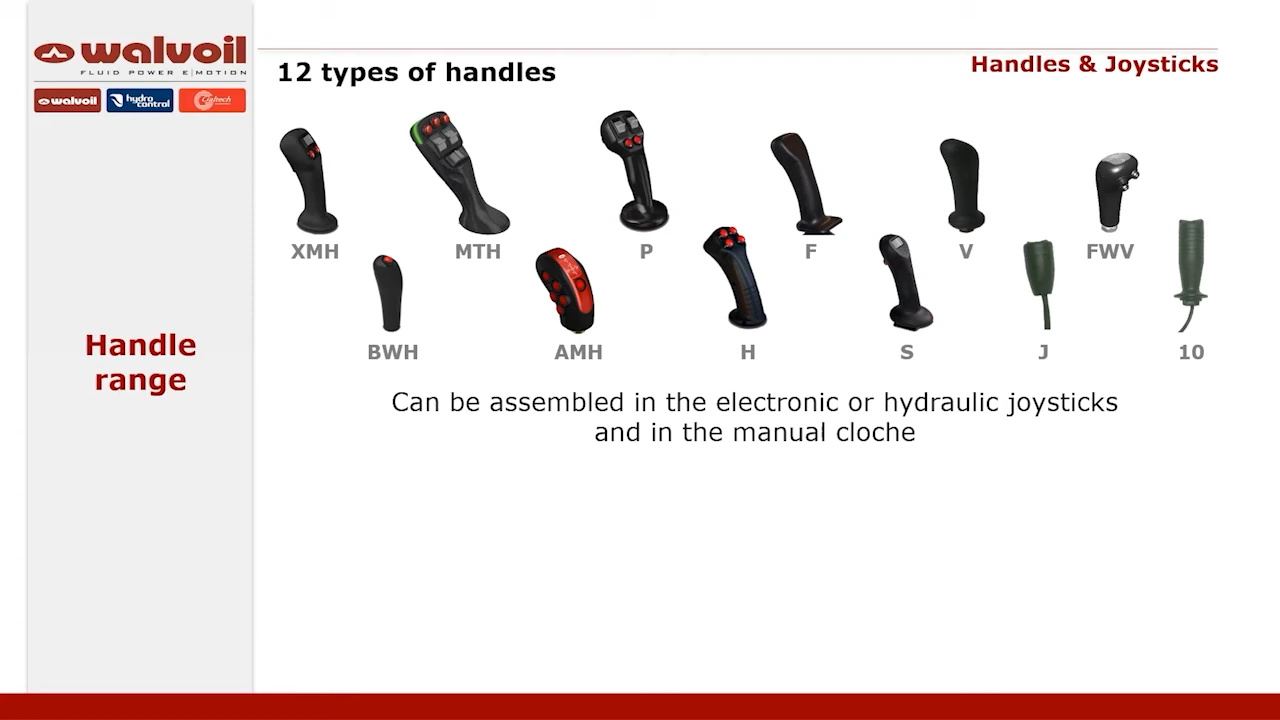 walvoil
FLUID POWER E|MOTION
walvoil
hydro
control
Galtech
12 types of handles
Handles & Joysticks
XMH
MTH
P
F
V
FWV
BWH
AMH
H
S
J
10
Handle
range
Can be assembled in the electronic or hydraulic joysticks
and in the manual cloche